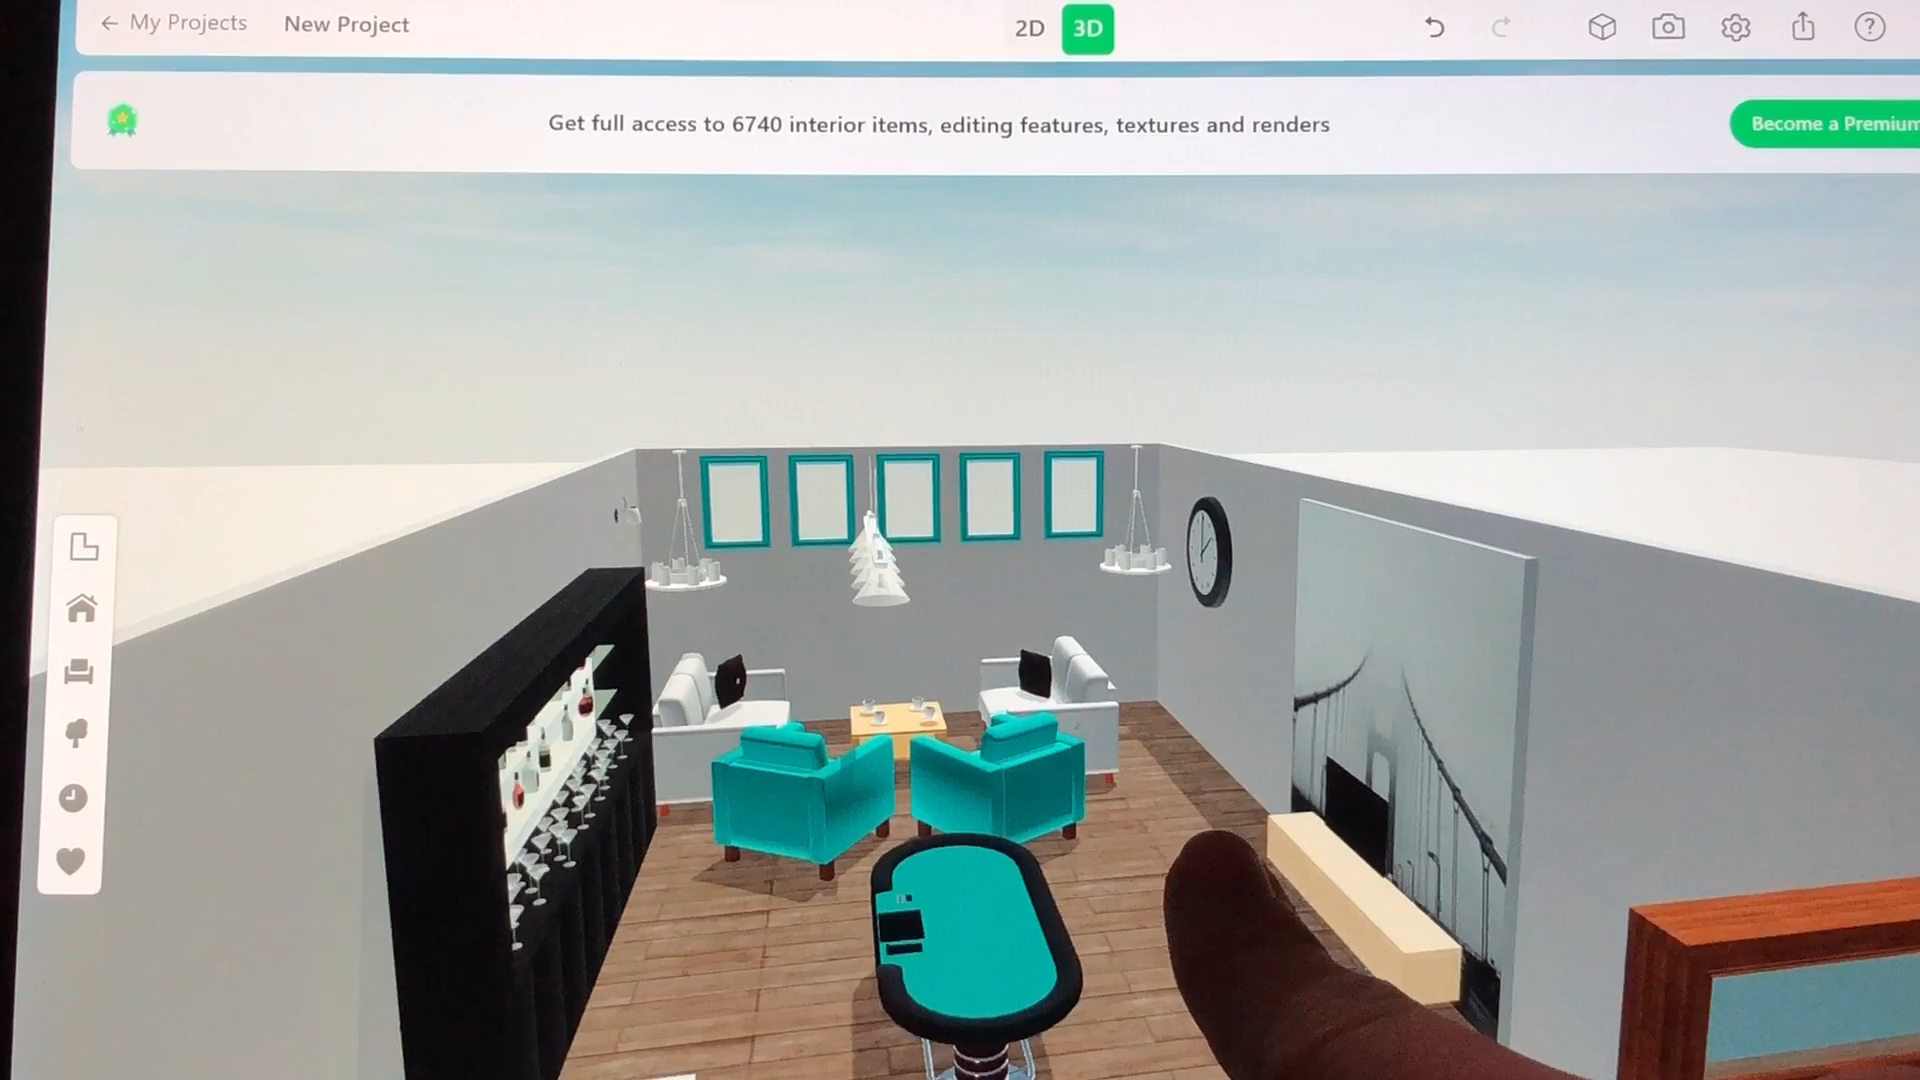 My Projects
New Project
2D
3D
Get full access to 6740 interior items, editing features, textures and renders
Become a Premium